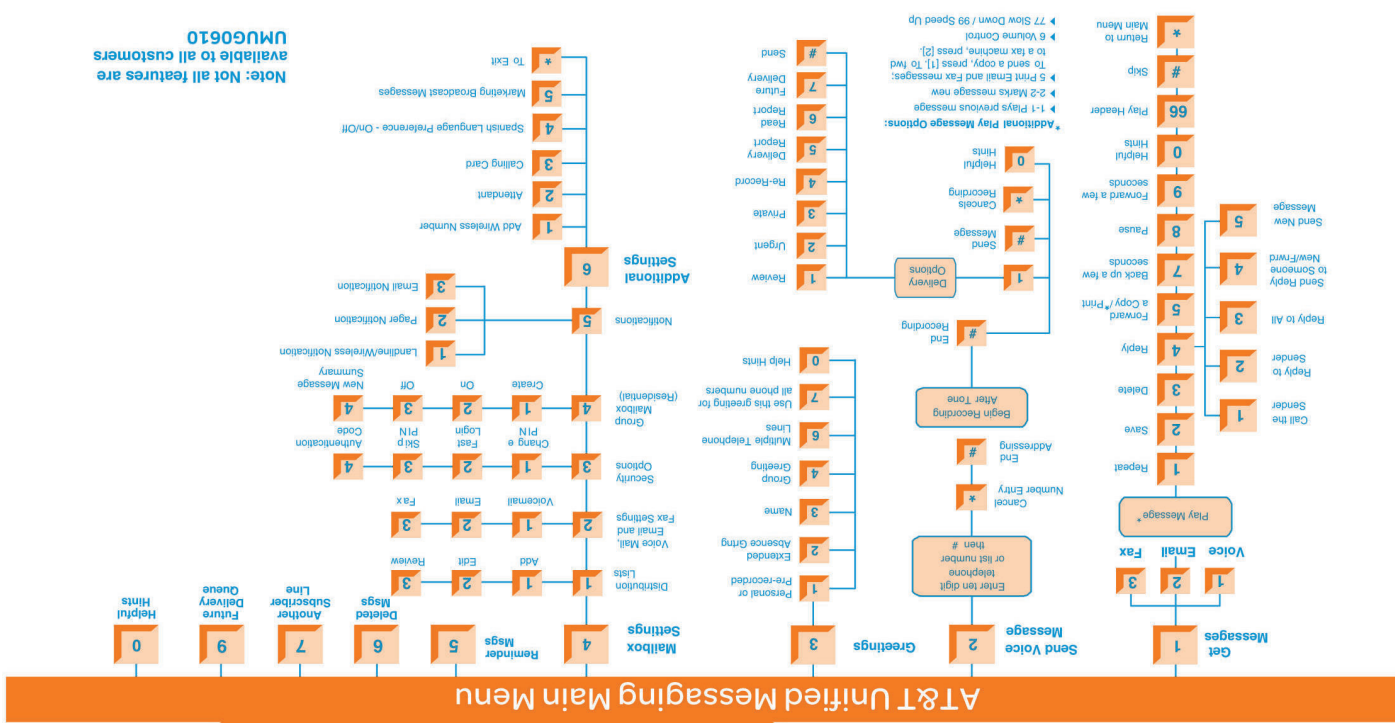 AT&T Unified Messaging Main Menu
1
Get
Messages
1
Voice
2
Email
3
Fax
Play Message*
1
Repeat
2
Save
3
Delete
4
Reply
1
Call the
Sender
2
Reply to
Sender
3
Reply to All
4
Send Reply
to Someone
New/Frwrd
5
Send New
Message
5
Forward
a Copy /*Print
7
Back up a few
seconds
8
Pause
9
Forward a few
seconds
0
Helpful
Hints
66
Play Header
#
Skip
*
Return to
Main Menu
2
Send Voice
Message
Enter ten digit
telephone
or list number
then #
*
Cancel
Number Entry
#
End
Addressing
Begin Recording
After Tone
#
End
Recording
1
Delivery
Options
1
Review
2
Urgent
3
Private
4
Re-Record
5
Delivery
Report
6
Read
Report
7
Future
Delivery
#
Send
#
Send
Message
*
Cancels
Recording
0
Helpful
Hints
*Additional Play Message Options:
1-1 Plays previous message
2-2 Marks message new
5 Print Email and Fax messages;
To send a copy, press [1]. To fwd
to a fax machine, press [2].
6 Volume Control
77 Slow Down / 99 Speed Up
3
Greetings
1
Personal or
Pre-recorded
2
Extended
Absence Grtng
3
Name
4
Group
Greeting
6
Multiple Telephone
Lines
7
Use this greeting for
all phone numbers
0
Help Hints
4
Mailbox
Settings
1
Distribution
Lists
1
Add
2
Edit
3
Review
2
Voice Mail,
Email and
Fax Settings
1
Voicemail
2
Email
3
Fax
3
Security
Options
1
Chang e
PIN
2
Fast
Login
3
Skip
PIN
4
Authentication
Code
4
Group
Mailbox
(Residential)
1
Create
2
On
3
Off
4
New Message
Summary
5
Notifications
1
Landline/Wireless Notification
2
Pager Notification
3
Email Notification
6
Additional
Settings
1
Add Wireless Number
2
Attendant
3
Calling Card
4
Spanish Language Preference - On/Off
5
Marketing Broadcast Messages
*
To Exit
5
Reminder
Msgs
6
Deleted
Msgs
7
Another
Subscriber
Line
9
Future
Delivery
Queue
0
Helpful
Hints
Note: Not all features are
available to all customers
UMUG0610